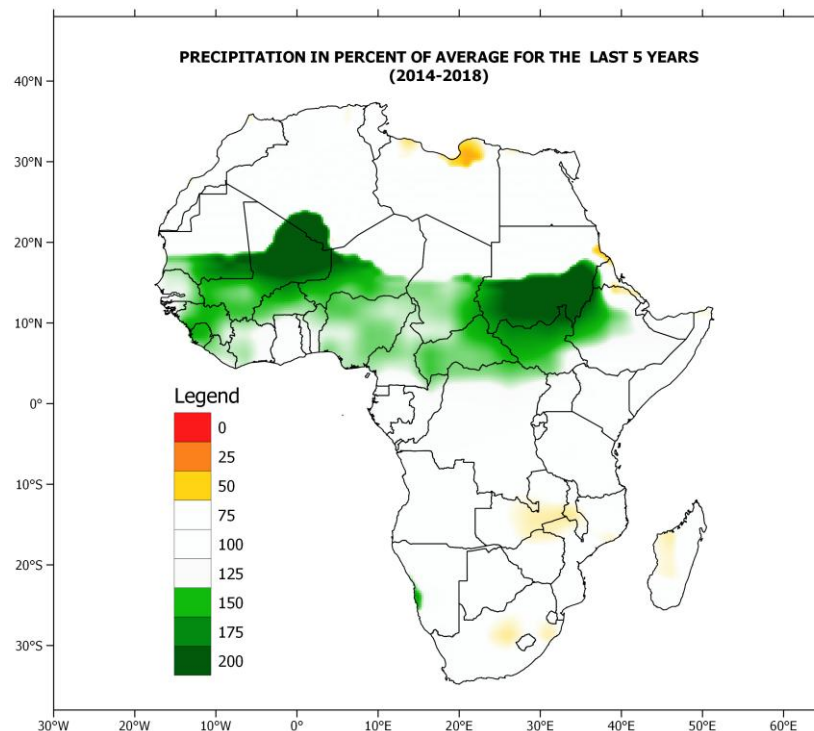 PRECIPITATION IN PERCENT OF AVERAGE FOR THE LAST 5 YEARS
(2014-2018)
40°N
30°N
20°N
10°N
0°
10°S
20°S
30°S
Legend
0
25
50
75
100
125
150
175
200
30°W
20°W
10°W
0°
10°E
20°E
30°E
40°E
50°E
60°E